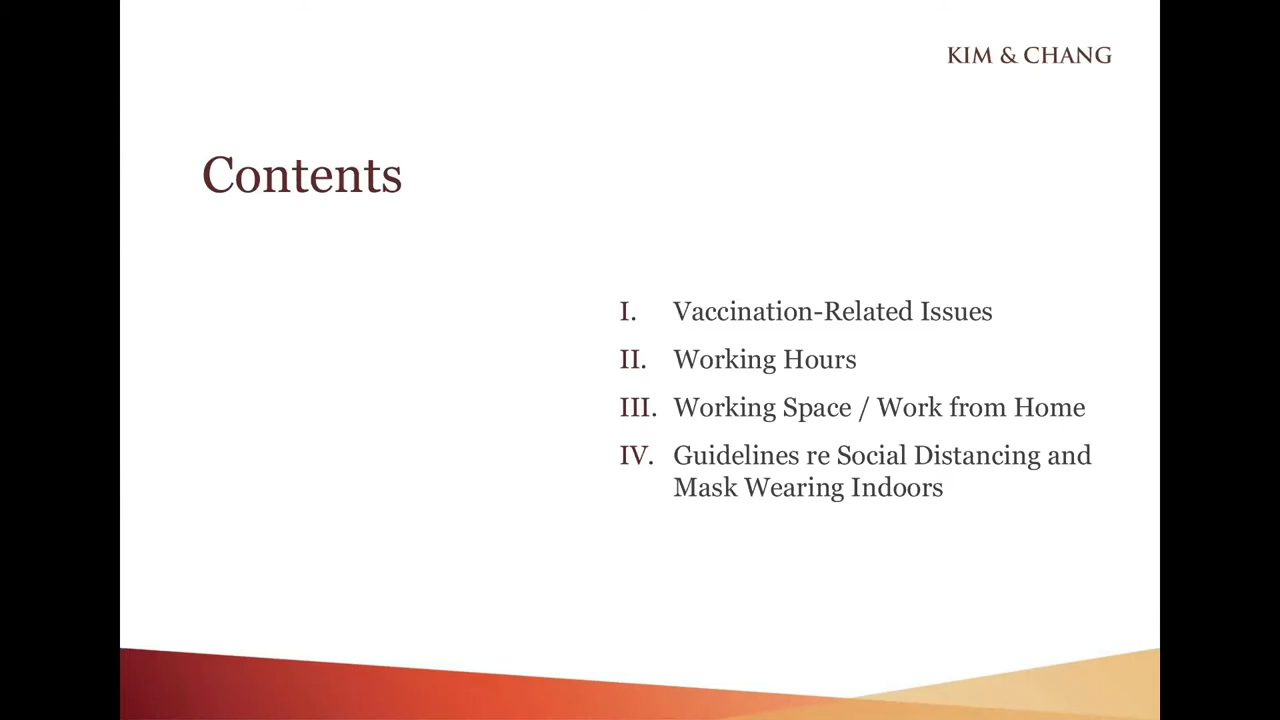 KIM & CHANG
Contents
I. Vaccination-Related Issues
II. Working Hours
III. Working Space / Work from Home
IV. Guidelines re Social Distancing and
Mask Wearing Indoors